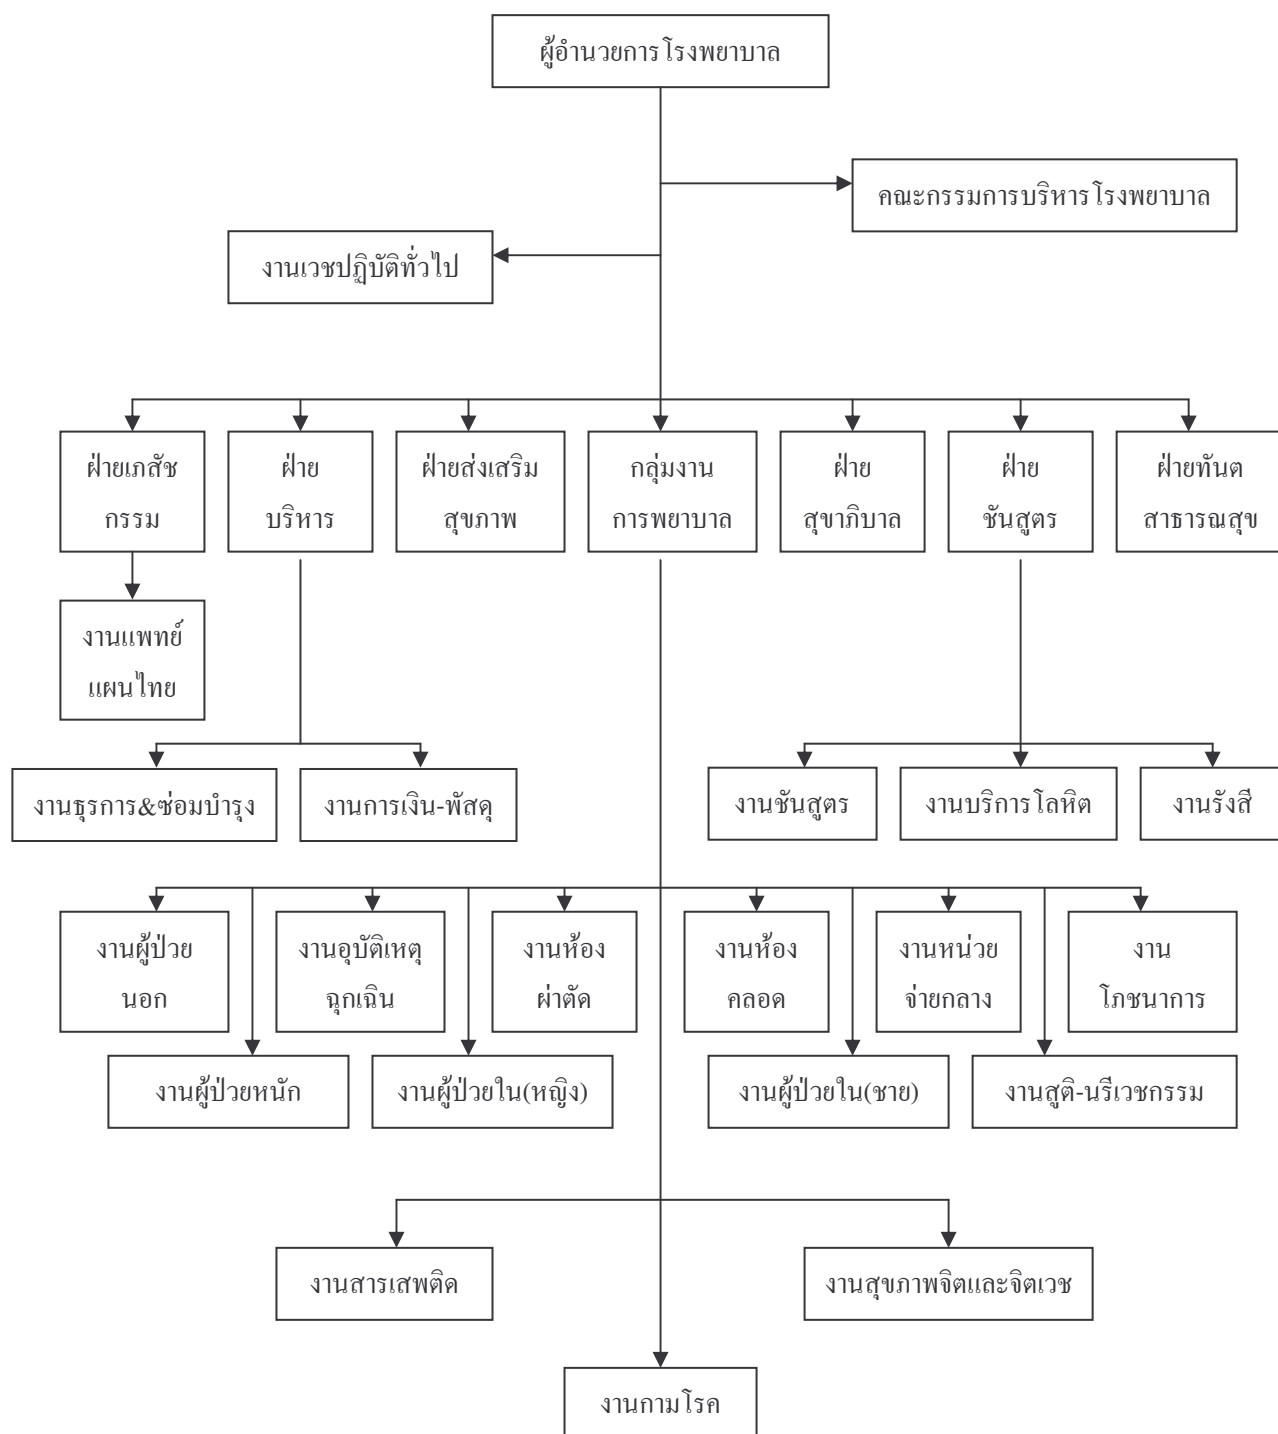 ผู้อำนวยการโรงพยาบาล
คณะกรรมการบริหารโรงพยาบาล
งานเวชปฏิบัติทั่วไป
ฝ่ายเภสัช
กรรม
ฝ่าย
บริหาร
ฝ่ายส่งเสริม
สุขภาพ
กลุ่มงาน
การพยาบาล
ฝ่าย
สุขาภิบาล
ฝ่าย
ชันสูตร
ฝ่ายทันต
สาธารณสุข
งานแพทย์
แผนไทย
งานธุรการ&ซ่อมบำรุง
งานการเงิน-พัสดุ
งานชันสูตร
งานบริการโลหิต
งานรังสี
งานผู้ป่วย
นอก
งานอุบัติเหตุ
ฉุกเฉิน
งานห้อง
ผ่าตัด
งานห้อง
คลอด
งานหน่วย
จ่ายกลาง
งาน
โภชนาการ
งานผู้ป่วยหนัก
งานผู้ป่วยใน(หญิง)
งานผู้ป่วยใน(ชาย)
งานสูติ-นรีเวชกรรม
งานสารเสพติด
งานสุขภาพจิตและจิตเวช
งานกามโรค